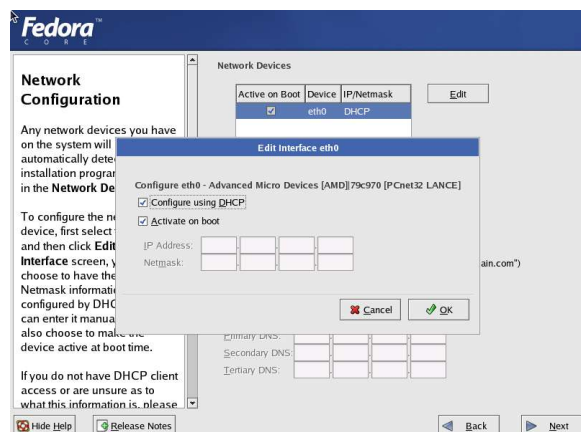 Fedora™
CORE
Network
Configuration
Any network devices you have
on the system will
automatically dete
installation program
in the Network De
To configure the ne
device, first select
and then click Edit
Interface screen, y
choose to have the
Netmask informatio
configured by DHC
can enter it manua
also choose to make the
device active at boot time.
If you do not have DHCP client
access or are unsure as to
what this information is, please
Network Devices
Active on Boot Device IP/Netmask
eth0 DHCP
Edit
Edit Interface eth0
Configure eth0 - Advanced Micro Devices [AMD]|79c970 [PCnet32 LANCE]
Configure using DHCP
Activate on boot
IP Address:
Netmask:
Cancel
OK
ain.com")
Primary DNS:
Secondary DNS:
Tertiary DNS:
Hide Help
Release Notes
Back
Next